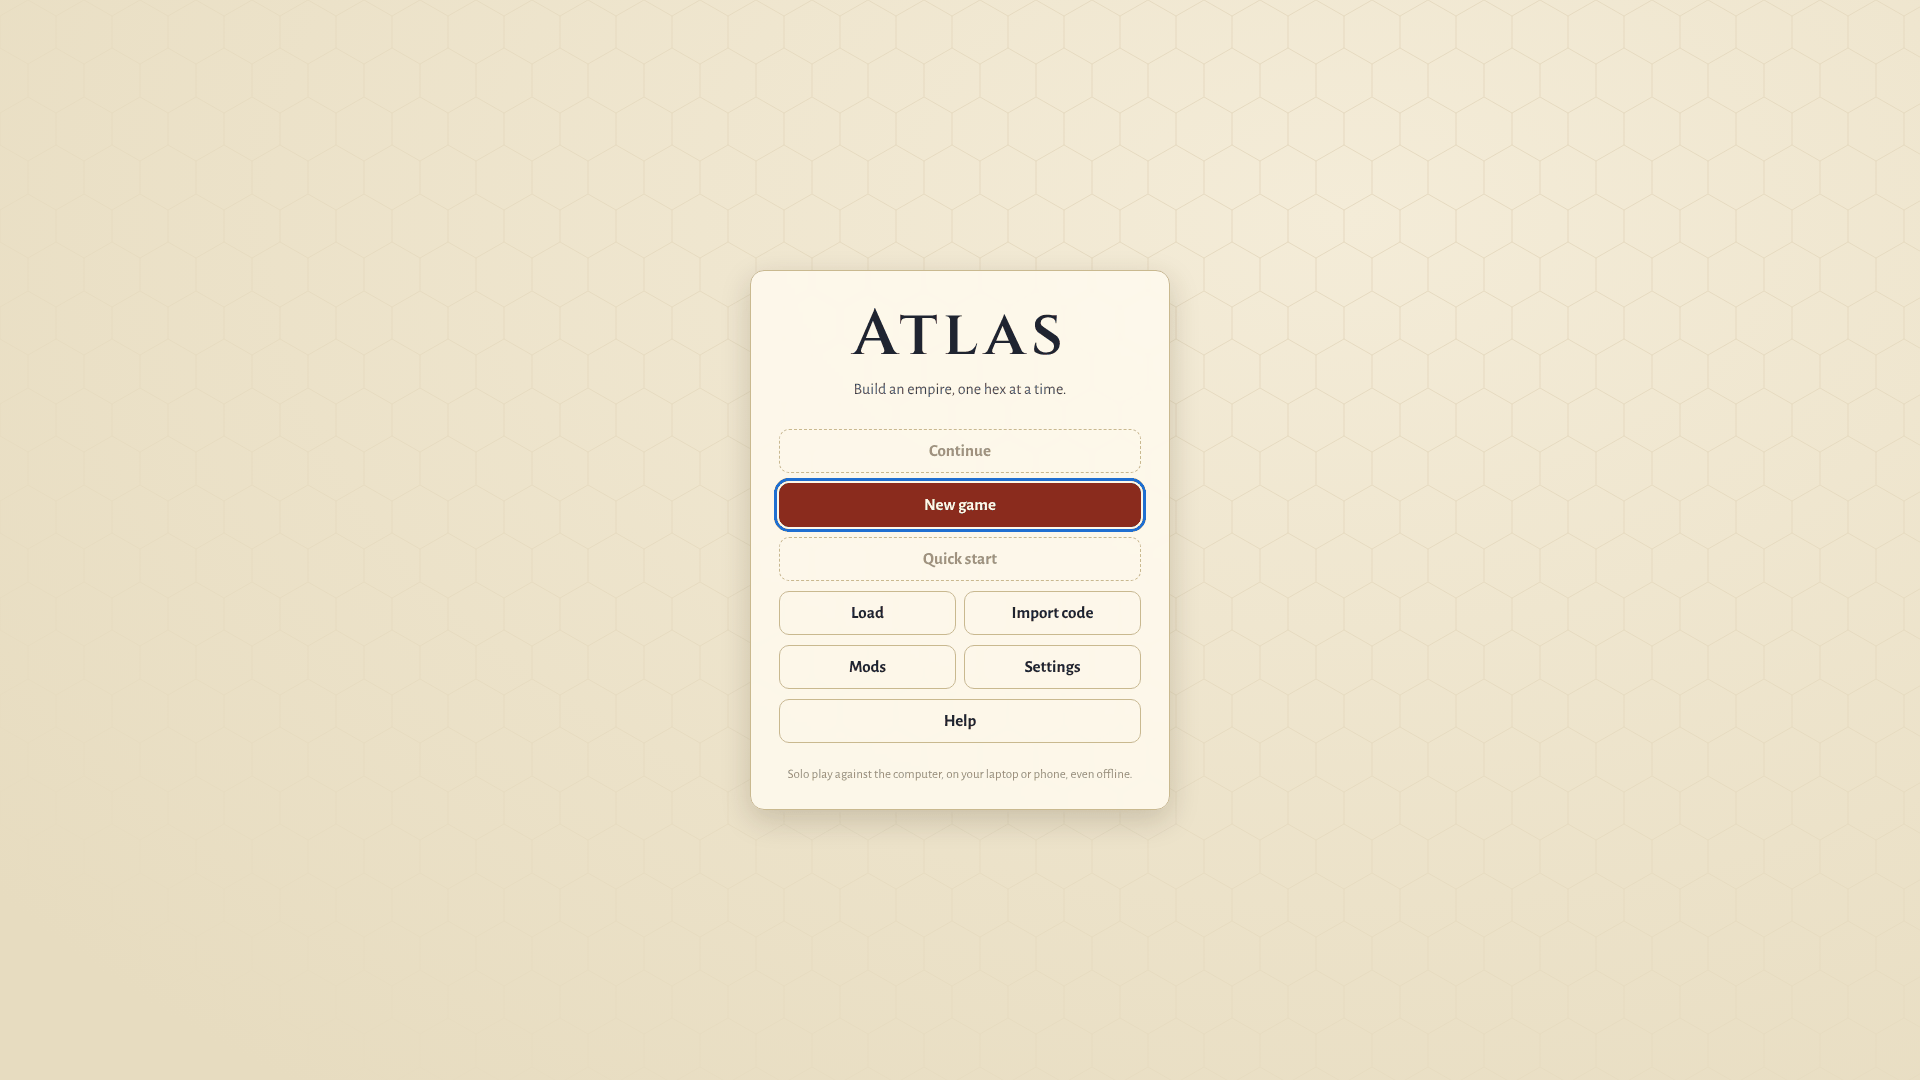 ATLAS
Build an empire, one hex at a time.
Continue
New game
Quick start
Load
Import code
Mods
Settings
Help
Solo play against the computer, on your laptop or phone, even offline.